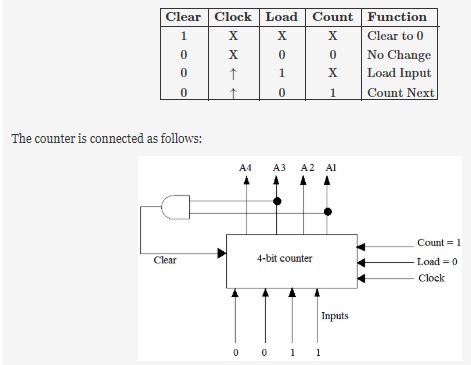 Clear Clock Load Count Function
1 X X X Clear to 0
0 X 0 0 No Change
0 ↑ 1 X Load Input
0 ↑ 0 1 Count Next
The counter is connected as follows:
A4 A3 A2 A1
Count = 1
Clear 4-bit counter Load = 0
Clock
Inputs
0 0 1 1